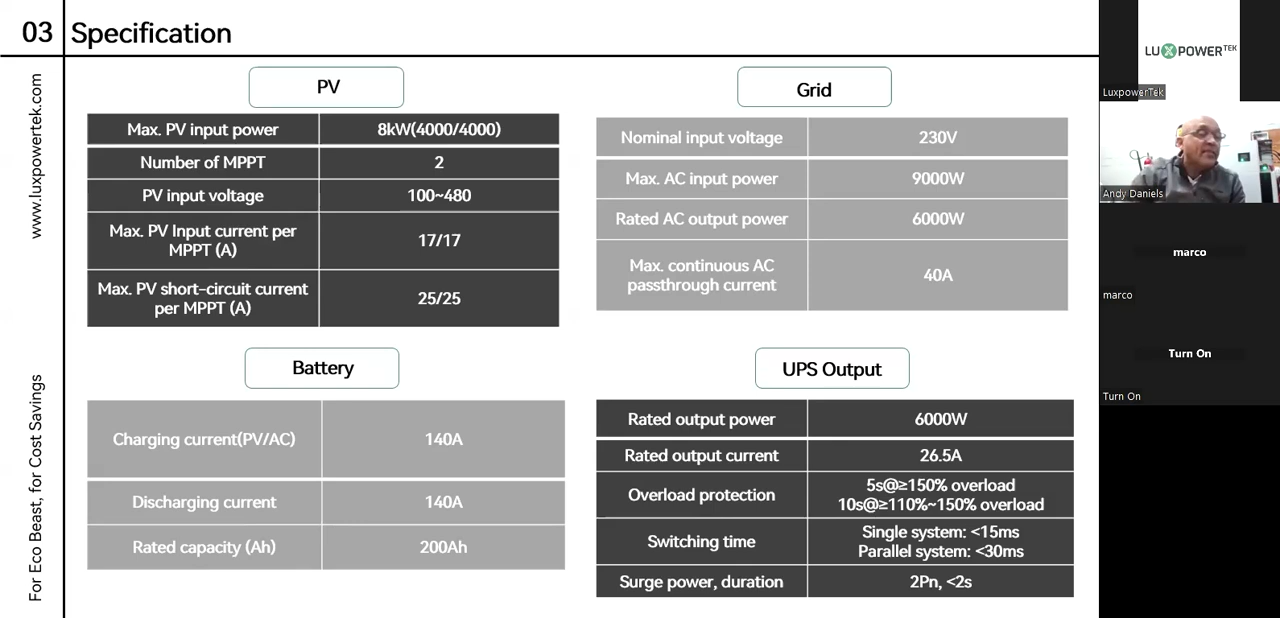 03 Specification
www.luxpowertek.com
For Eco Beast, for Cost Savings
PV
Max. PV input power 8kW(4000/4000)
Number of MPPT 2
PV input voltage 100~480
Max. PV Input current per
MPPT (A) 17/17
Max. PV short-circuit current
per MPPT (A) 25/25
Grid
Nominal input voltage 230V
Max. AC input power 9000W
Rated AC output power 6000W
Max. continuous AC
passthrough current 40A
Battery
Charging current(PV/AC) 140A
Discharging current 140A
Rated capacity (Ah) 200Ah
UPS Output
Rated output power 6000W
Rated output current 26.5A
Overload protection 5s@≥150% overload
10s@≥110%~150% overload
Switching time Single system: <15ms
Parallel system: <30ms
Surge power, duration 2Pn, <2s
LUXPOWERTEK
LuxpowerTek
Andy Daniels
marco
marco
Turn On
Turn On